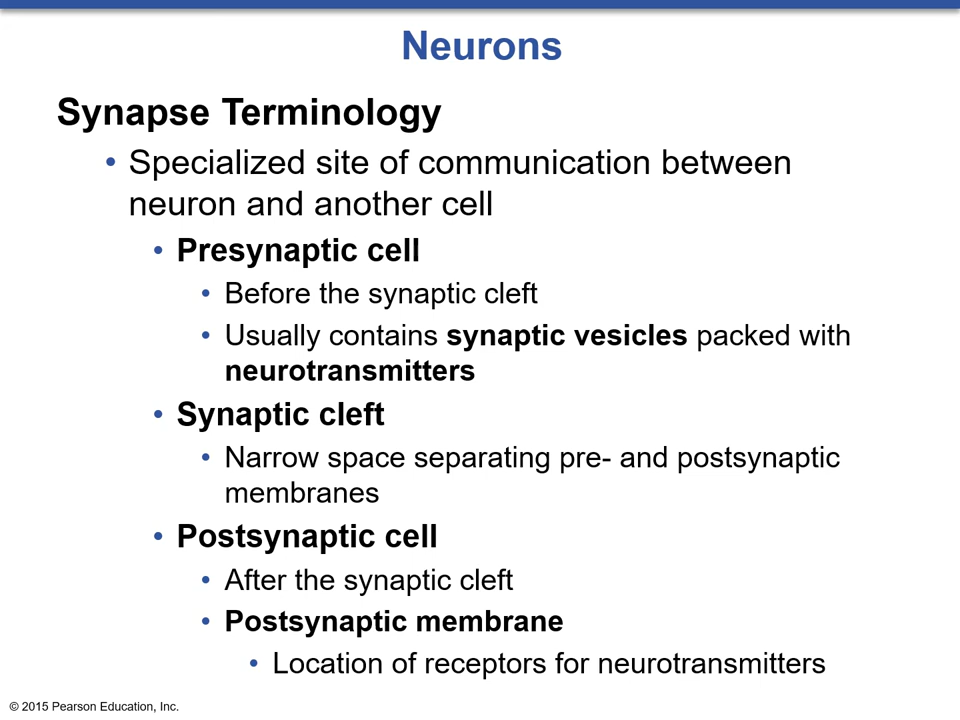 Neurons
Synapse Terminology
• Specialized site of communication between
neuron and another cell
• Presynaptic cell
• Before the synaptic cleft
• Usually contains synaptic vesicles packed with
neurotransmitters
• Synaptic cleft
• Narrow space separating pre- and postsynaptic
membranes
• Postsynaptic cell
• After the synaptic cleft
• Postsynaptic membrane
• Location of receptors for neurotransmitters
© 2015 Pearson Education, Inc.